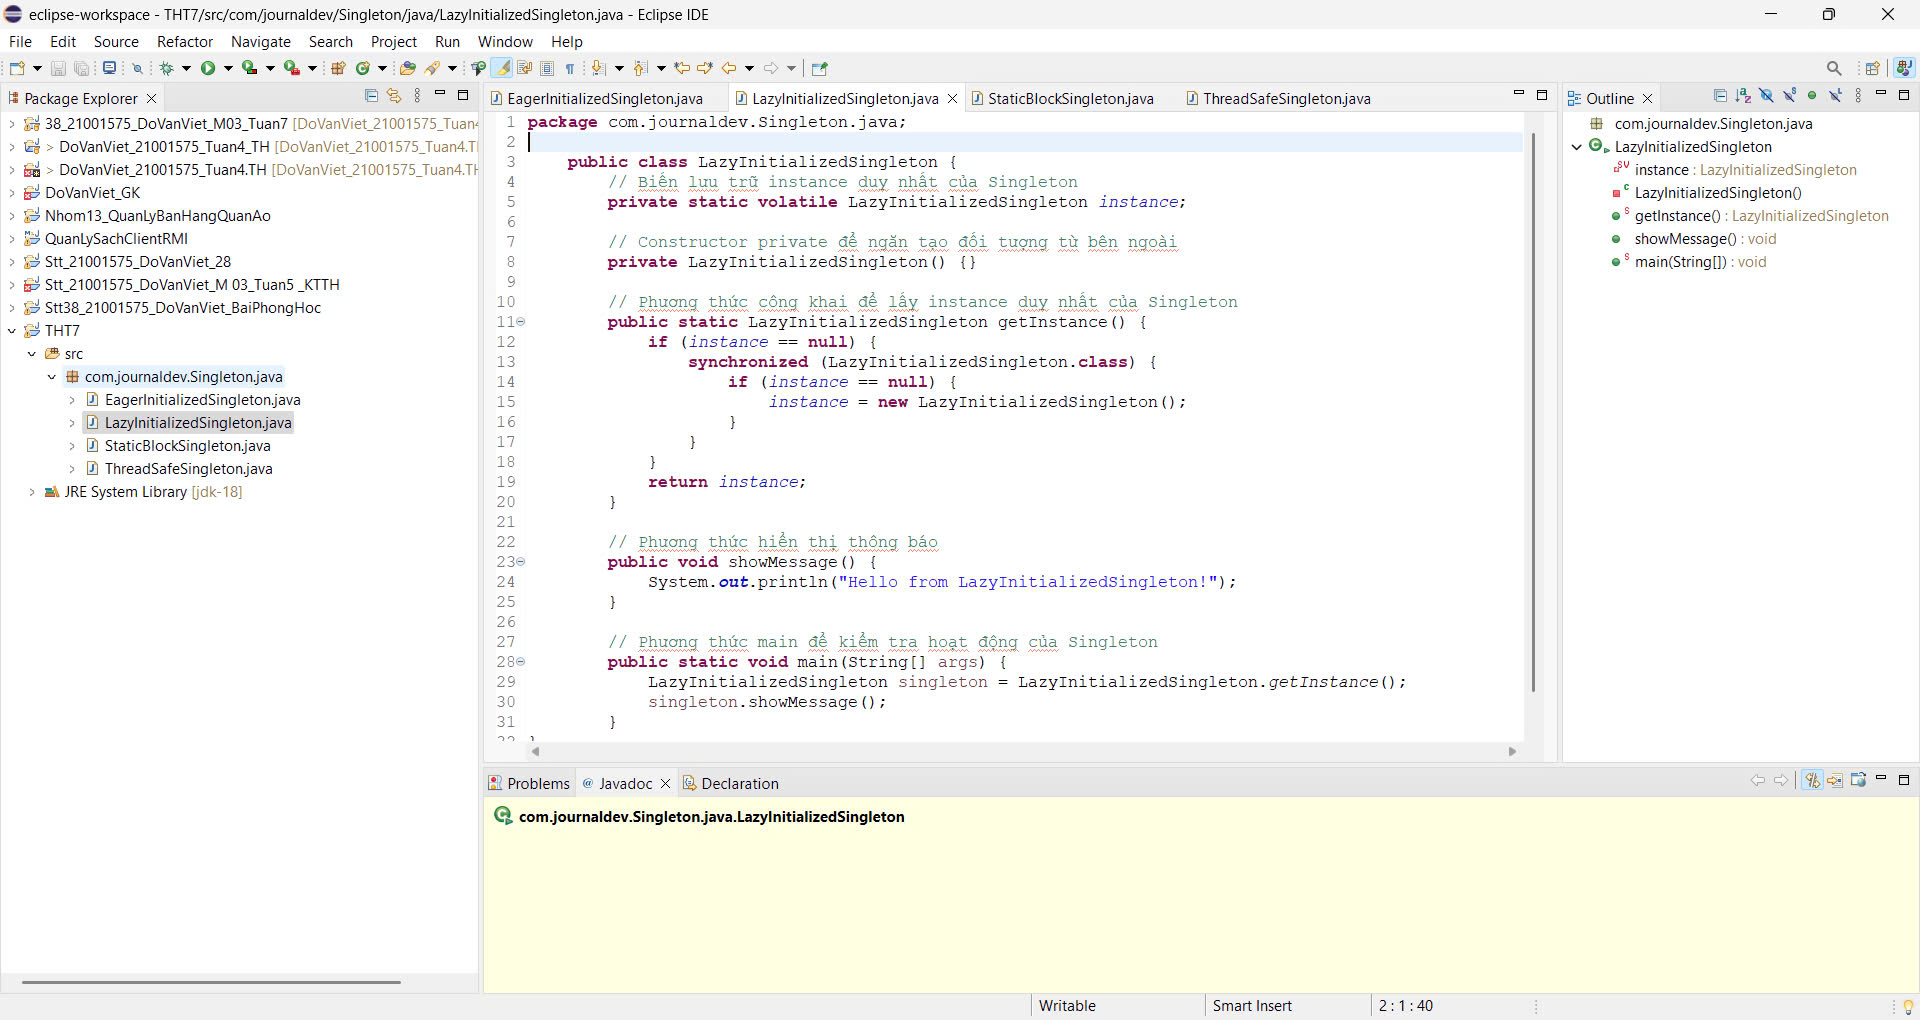 eclipse-workspace - THT7/src/com/journaldev/Singleton/java/LazyInitializedSingleton.java - Eclipse IDE
File Edit Source Refactor Navigate Search Project Run Window Help
Package Explorer
38_21001575_DoVanViet_M03_Tuan7 [DoVanViet_21001575_Tuan4
> DoVanViet_21001575_Tuan4_TH [DoVanViet_21001575_Tuan4.TH
> DoVanViet_21001575_Tuan4.TH [DoVanViet_21001575_Tuan4.TH
DoVanViet_GK
Nhom13_QuanLyBanHangQuanAo
QuanLySachClientRMI
Stt_21001575_DoVanViet_28
Stt_21001575_DoVanViet_M 03_Tuan5 _KTTH
Stt38_21001575_DoVanViet_BaiPhongHoc
THT7
src
com.journaldev.Singleton.java
EagerInitializedSingleton.java
LazyInitializedSingleton.java
StaticBlockSingleton.java
ThreadSafeSingleton.java
JRE System Library [jdk-18]
EagerInitializedSingleton.java LazyInitializedSingleton.java StaticBlockSingleton.java ThreadSafeSingleton.java
1 package com.journaldev.Singleton.java;
2
3 public class LazyInitializedSingleton {
4 // Biến lưu trữ instance duy nhất của Singleton
5 private static volatile LazyInitializedSingleton instance;
6
7 // Constructor private để ngăn tạo đối tượng từ bên ngoài
8 private LazyInitializedSingleton() {}
9
10 // Phương thức công khai để lấy instance duy nhất của Singleton
11 public static LazyInitializedSingleton getInstance() {
12 if (instance == null) {
13 synchronized (LazyInitializedSingleton.class) {
14 if (instance == null) {
15 instance = new LazyInitializedSingleton();
16 }
17 }
18 }
19 return instance;
20 }
21
22 // Phương thức hiển thị thông báo
23 public void showMessage() {
24 System.out.println("Hello from LazyInitializedSingleton!");
25 }
26
27 // Phương thức main để kiểm tra hoạt động của Singleton
28 public static void main(String[] args) {
29 LazyInitializedSingleton singleton = LazyInitializedSingleton.getInstance();
30 singleton.showMessage();
31 }
32 }
Outline
com.journaldev.Singleton.java
LazyInitializedSingleton
instance : LazyInitializedSingleton
LazyInitializedSingleton()
getInstance() : LazyInitializedSingleton
showMessage() : void
main(String[]) : void
Problems @ Javadoc Declaration
com.journaldev.Singleton.java.LazyInitializedSingleton
Writable Smart Insert 2 : 1 : 40